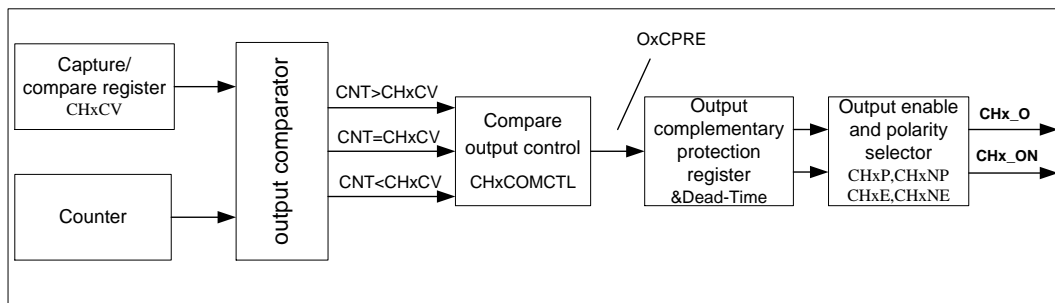 Capture/
compare register
CHxCV
Counter
output comparator
CNT>CHxCV
CNT=CHxCV
CNT<CHxCV
Compare
output control
CHxCOMCTL
OxCPRE
Output
complementary
protection
register
&Dead-Time
Output enable
and polarity
selector
CHxP,CHxNP
CHxE,CHxNE
CHx_O
CHx_ON